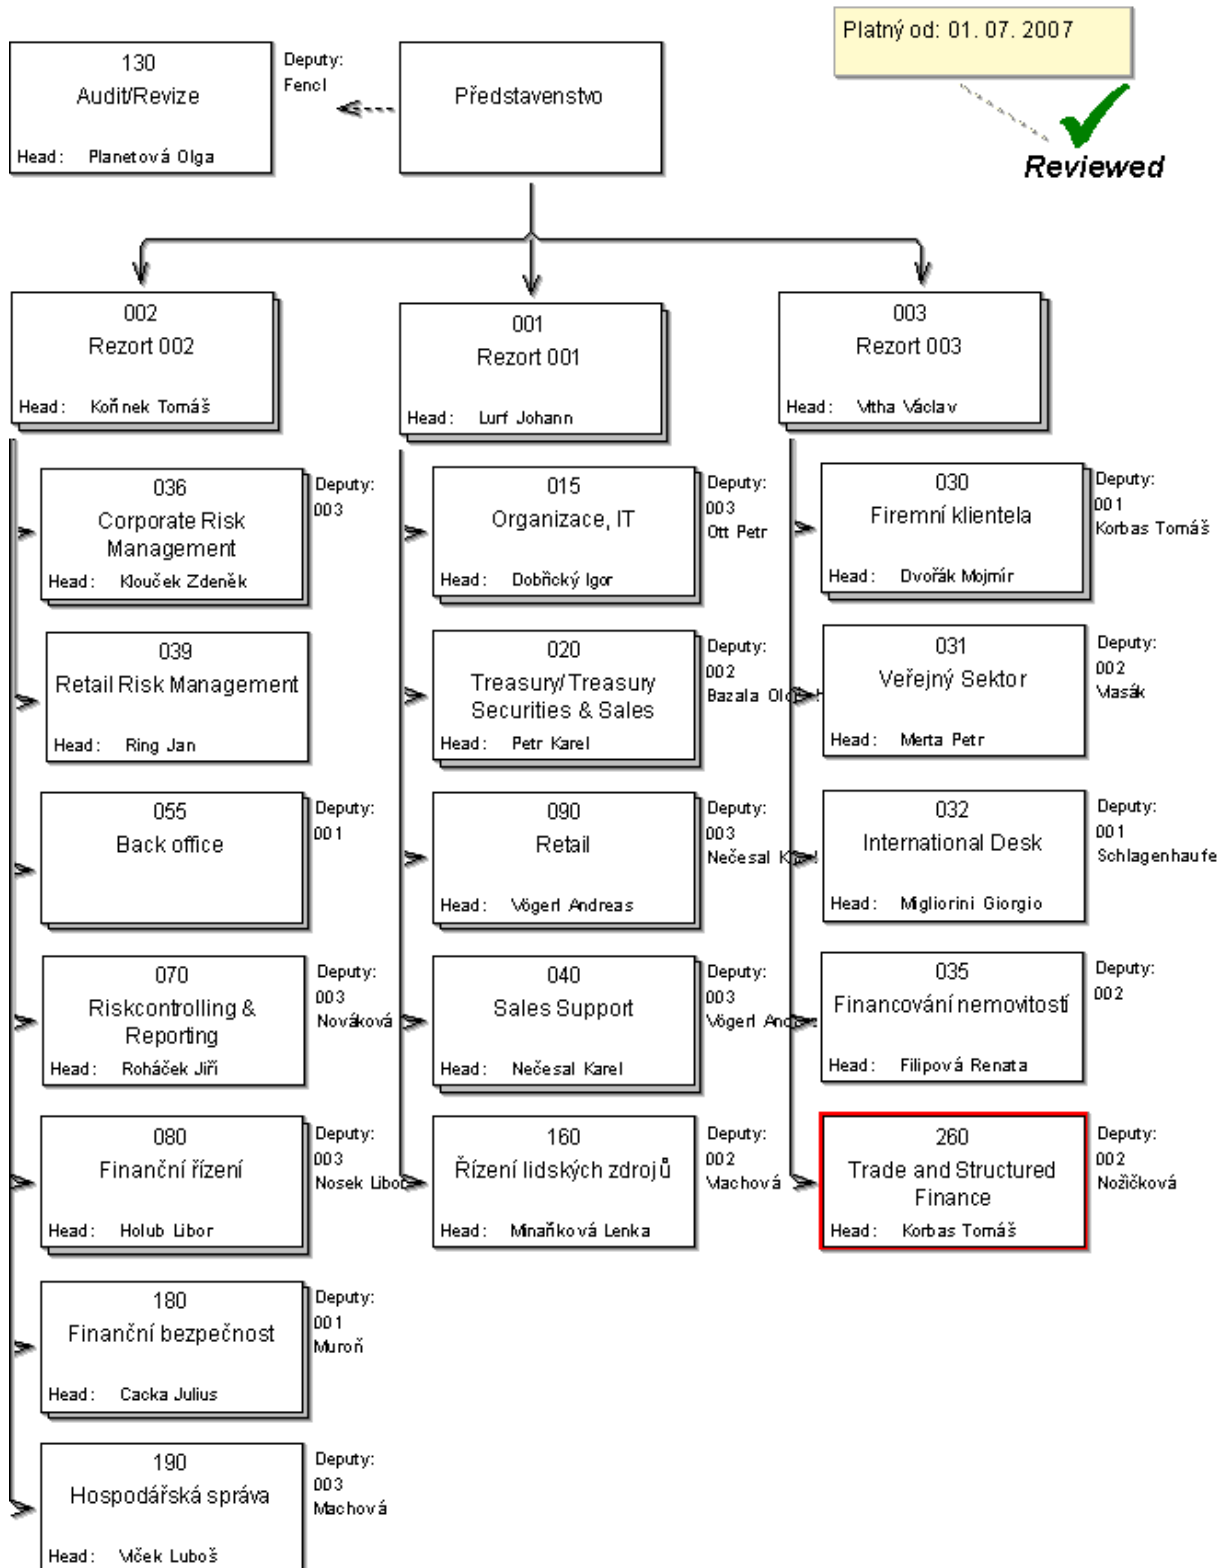 Platný od: 01. 07. 2007
Reviewed
130
Audit/Revize
Head: Planetová Olga
Deputy:
Fencl
Představenstvo
002
Rezort 002
Head: Kořínek Tomáš
001
Rezort 001
Head: Lurf Johann
003
Rezort 003
Head: Vltha Václav
036
Corporate Risk
Management
Head: Klouček Zdeněk
Deputy:
003
039
Retail Risk Management
Head: Ring Jan
055
Back office
Deputy:
001
070
Riskcontrolling &
Reporting
Head: Roháček Jiří
Deputy:
003
Nováková
080
Finanční řízení
Head: Holub Libor
Deputy:
003
Nosek Libor
180
Finanční bezpečnost
Head: Cacka Julius
Deputy:
001
Muroň
190
Hospodářská správa
Head: Vlček Luboš
Deputy:
003
Machová
015
Organizace, IT
Head: Dobřický Igor
Deputy:
003
Ott Petr
020
Treasury/Treasury
Securities & Sales
Head: Petr Karel
Deputy:
002
Bazala
090
Retail
Head: Vögerl Andreas
Deputy:
003
Nečesal
040
Sales Support
Head: Nečesal Karel
Deputy:
003
Vögerl
160
Řízení lidských zdrojů
Head: Minaříková Lenka
Deputy:
002
Machová
030
Firemní klientela
Head: Dvořák Mojmír
Deputy:
001
Korbas Tomáš
031
Veřejný Sektor
Head: Merta Petr
Deputy:
002
Vlasák
032
International Desk
Head: Migliorini Giorgio
Deputy:
001
Schlagenhaufe
035
Financování nemovitostí
Head: Filipová Renata
Deputy:
002
260
Trade and Structured
Finance
Head: Korbas Tomáš
Deputy:
002
Nožičková